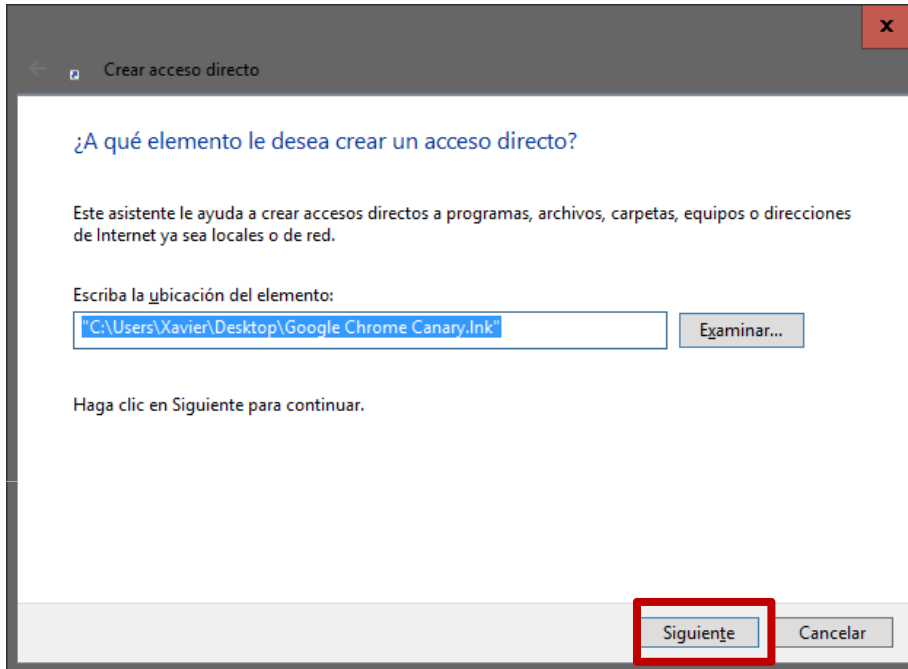 x
Crear acceso directo
¿A qué elemento le desea crear un acceso directo?
Este asistente le ayuda a crear accesos directos a programas, archivos, carpetas, equipos o direcciones
de Internet ya sea locales o de red.
Escriba la ubicación del elemento:
"C:\Users\Xavier\Desktop\Google Chrome Canary.lnk"
Examinar...
Haga clic en Siguiente para continuar.
Siguiente
Cancelar